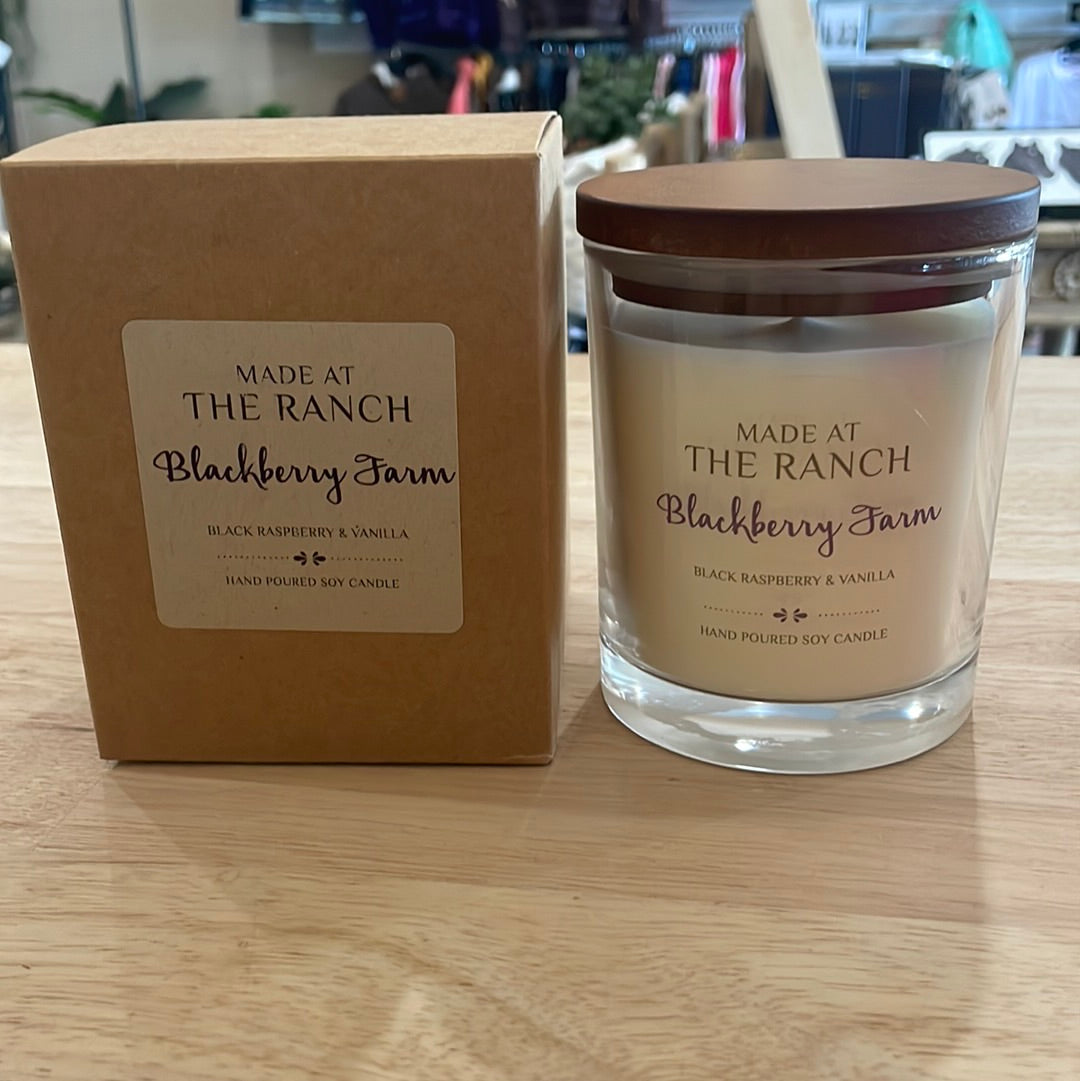 MADE AT
THE RANCH
Blackberry Farm
BLACK RASPBERRY & VANILLA
HAND POURED SOY CANDLE
MADE AT
THE RANCH
Blackberry Farm
BLACK RASPBERRY & VANILLA
HAND POURED SOY CANDLE